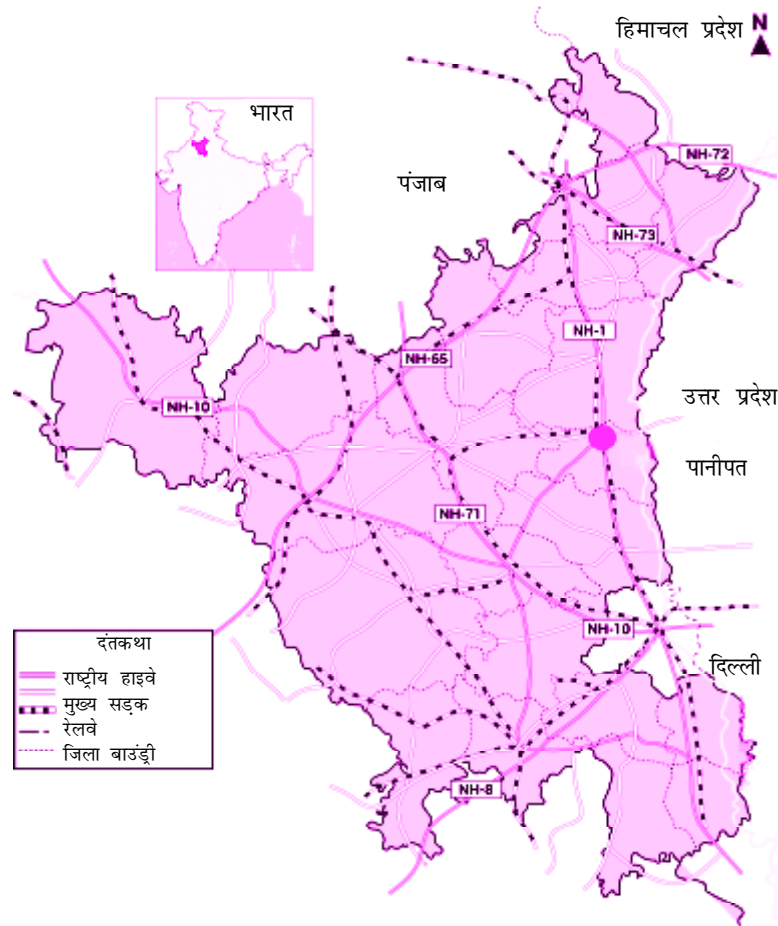 हिमाचल प्रदेश
N
भारत
NH-72
पंजाब
NH-73
NH-1
NH-65
उत्तर प्रदेश
NH-10
पानीपत
NH-71
NH-10
दंतकथा
दिल्ली
राष्ट्रीय हाइवे
मुख्य सड़क
रेलवे
जिला बाउंड्री
NH-8